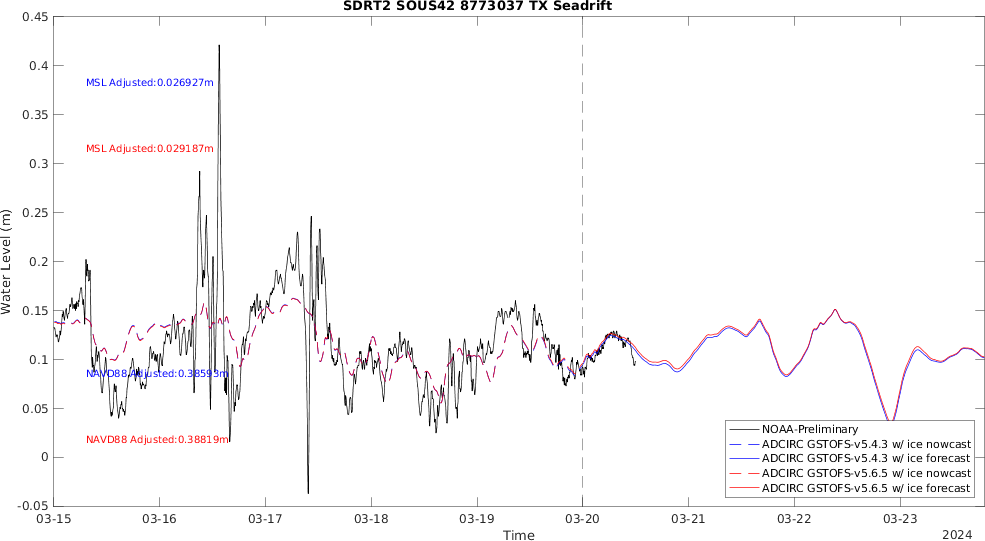 SDRT2 SOUS42 8773037 TX Seadrift
0.45
0.4
0.35
0.3
0.25
0.2
0.15
0.1
0.05
0
-0.05
Water Level (m)
MSL Adjusted:0.026927m
MSL Adjusted:0.029187m
NAVD88 Adjusted:0.38593m
NAVD88 Adjusted:0.38819m
NOAA-Preliminary
ADCIRC GSTOFS-v5.4.3 w/ ice nowcast
ADCIRC GSTOFS-v5.4.3 w/ ice forecast
ADCIRC GSTOFS-v5.6.5 w/ ice nowcast
ADCIRC GSTOFS-v5.6.5 w/ ice forecast
03-15 03-16 03-17 03-18 03-19 03-20 03-21 03-22 03-23
Time
2024